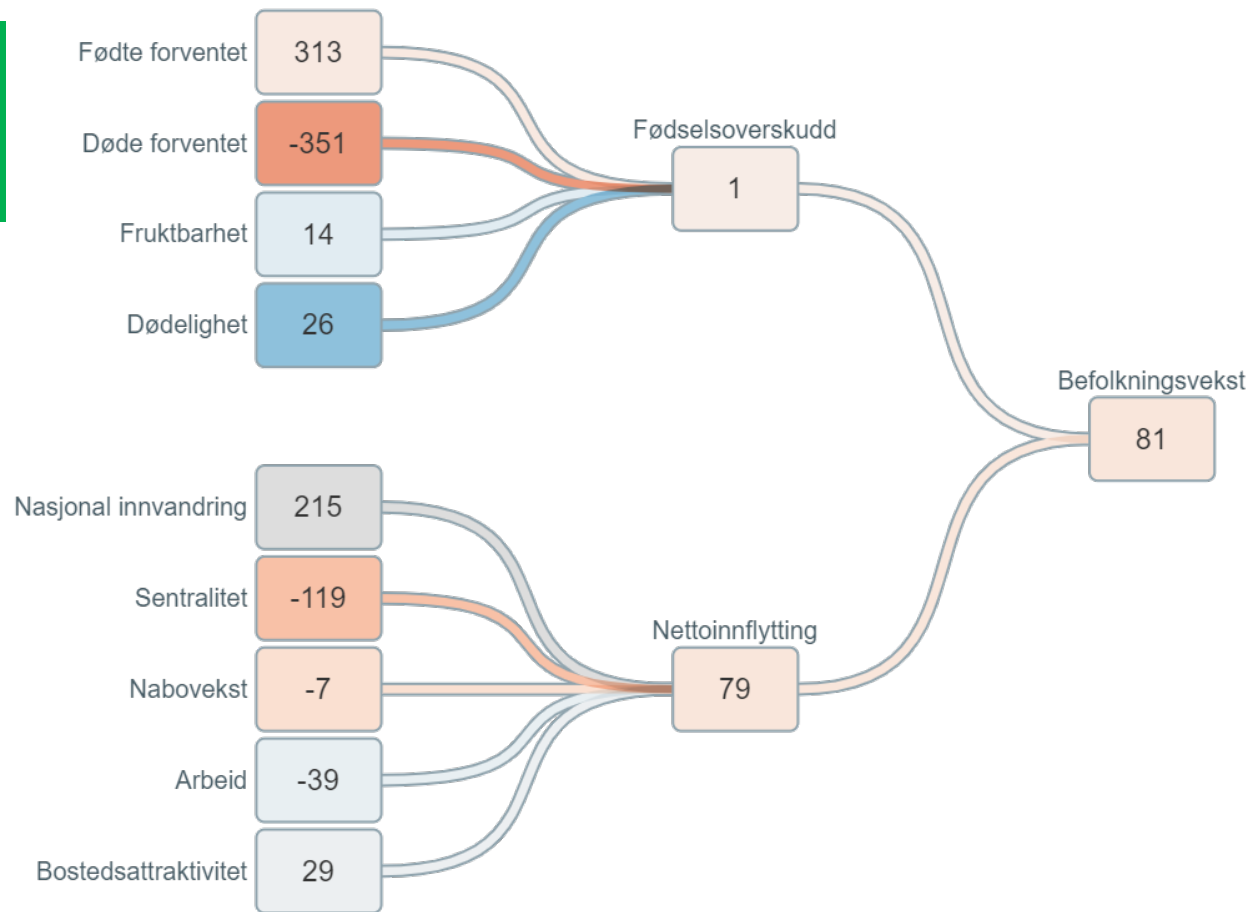 Fødte forventet 313
Døde forventet -351
Fruktbarhet 14
Dødelighet 26
Fødselsoverskudd
1
Befolkningsvekst
81
Nasjonal innvandring 215
Sentralitet -119
Nabovekst -7
Arbeid -39
Bostedsattraktivitet 29
Nettoinnflytting
79